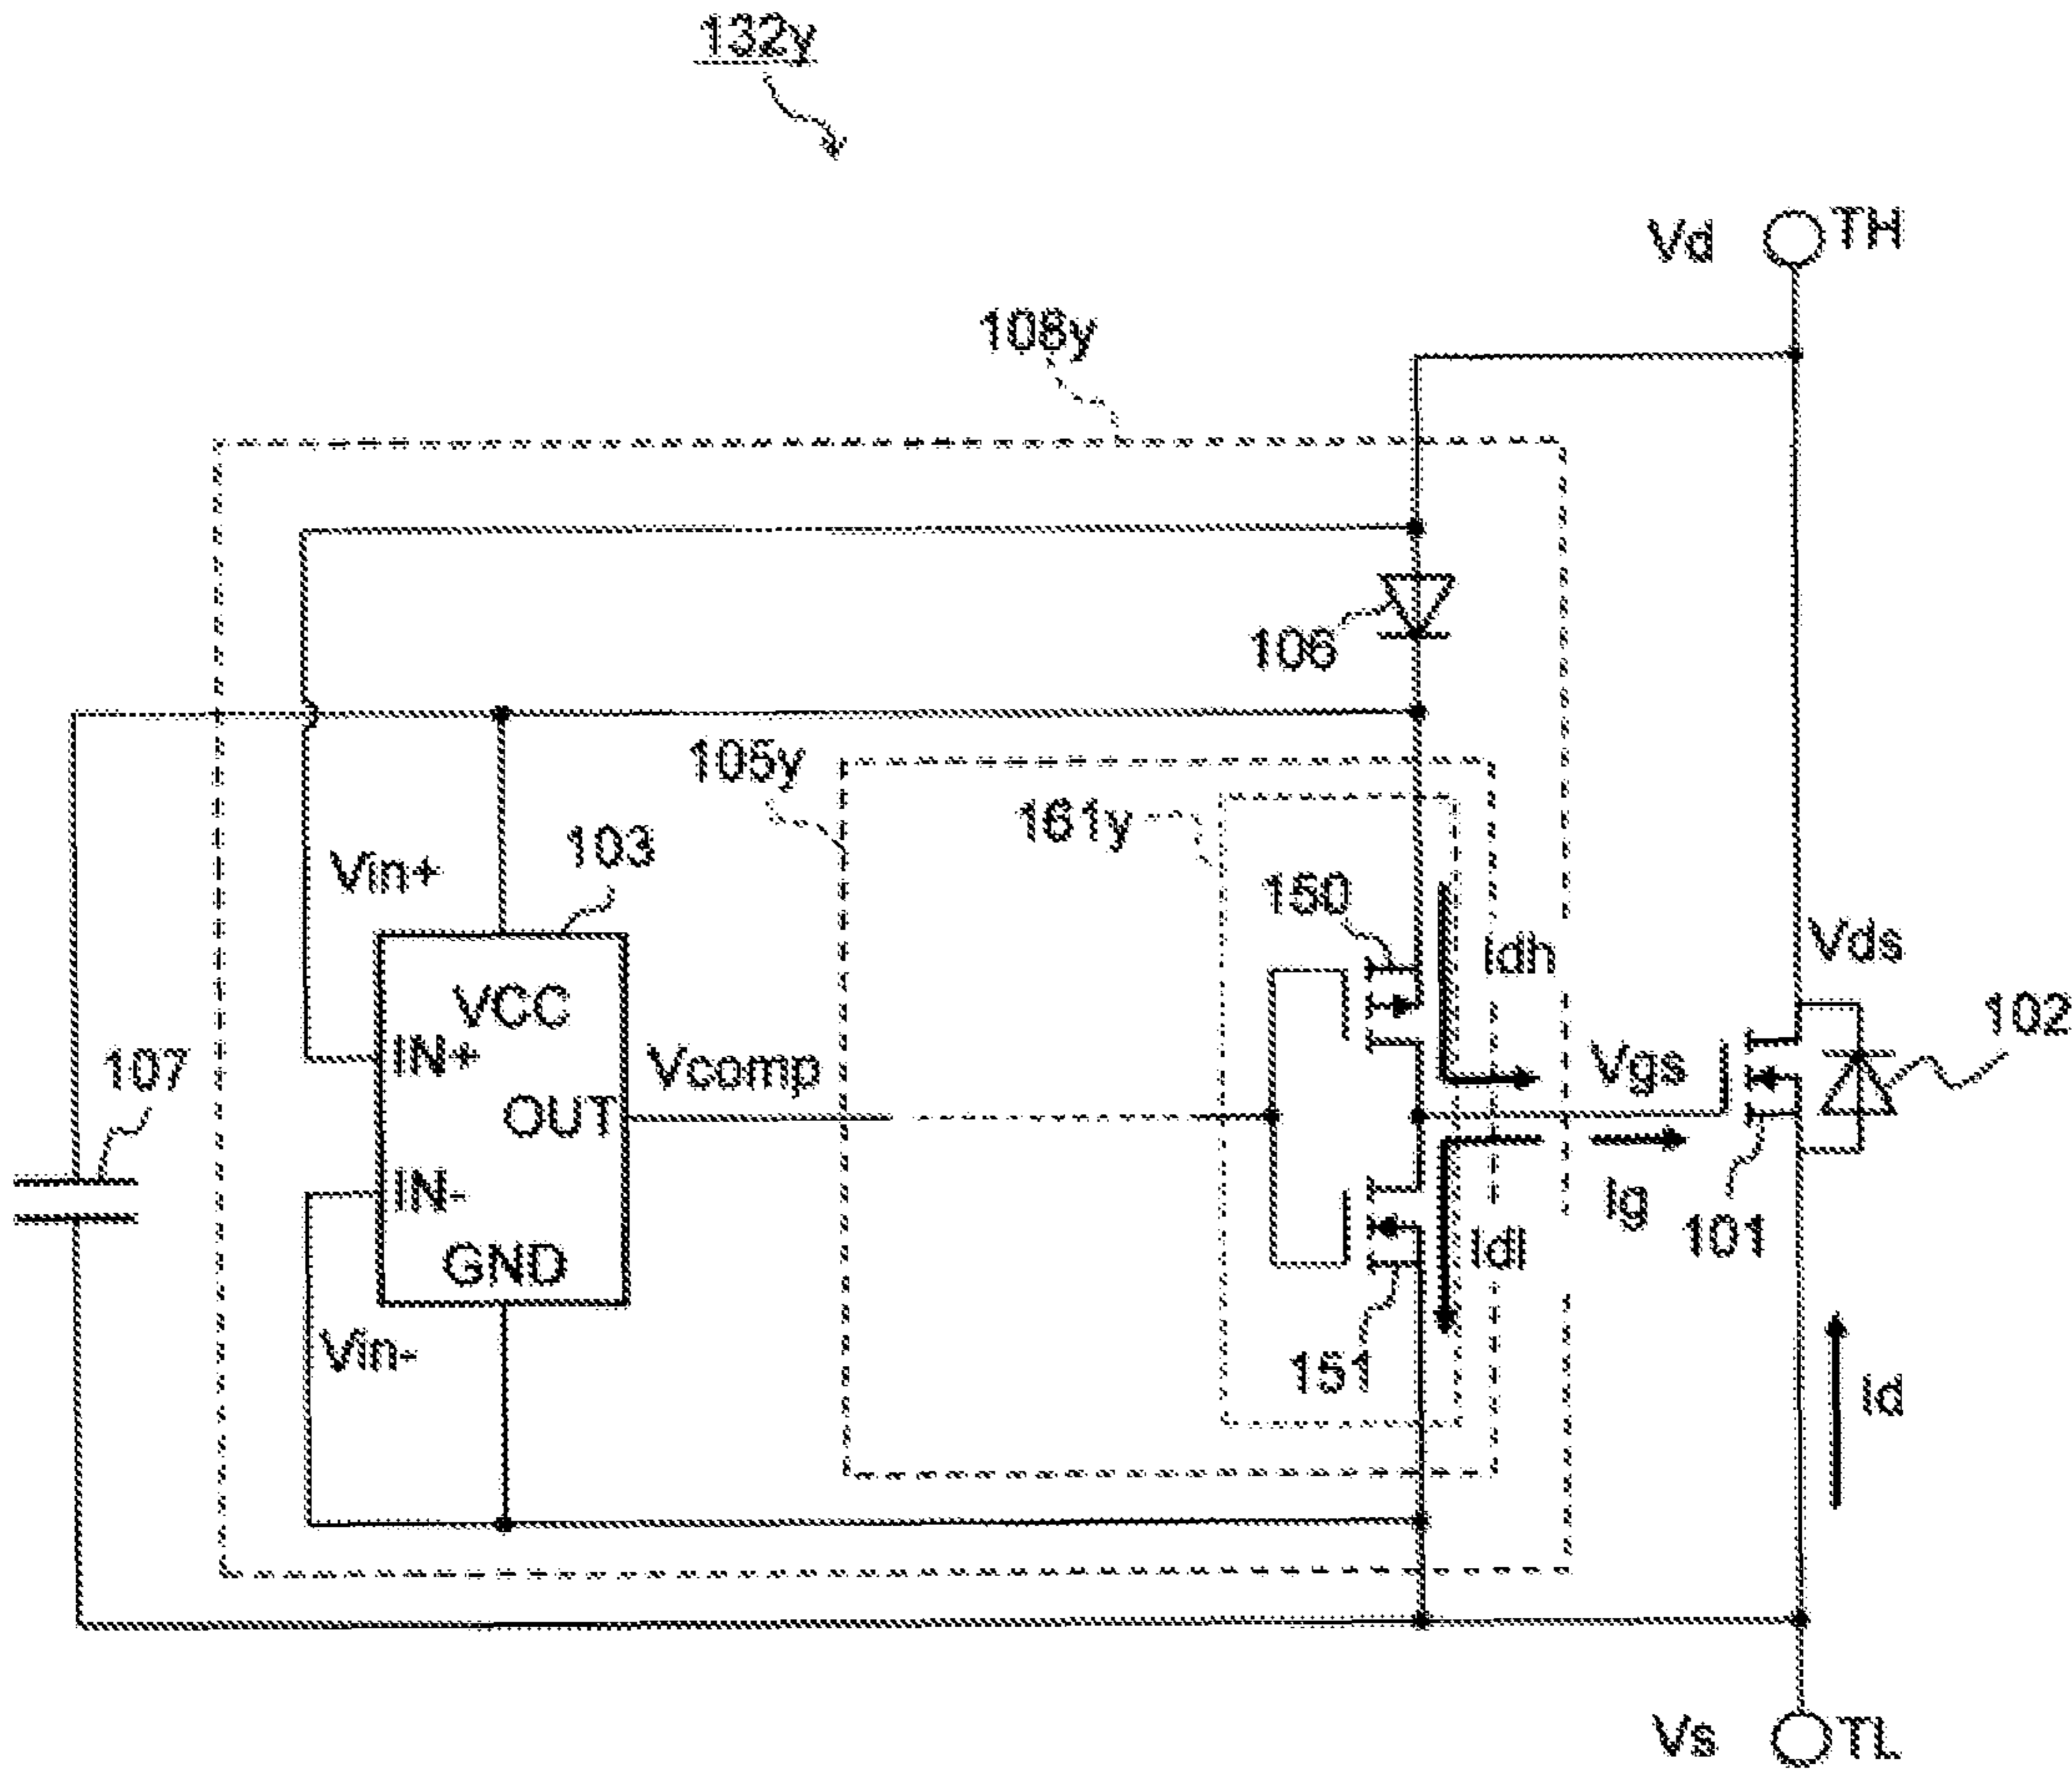 132y
Vd
TH
108y
106
105y
161y
103
Vin+
150
Idh
Vds
VCC
102
IN+
107
Vcomp
Vgs
OUT
IN-
Ig
101
GND
Idl
Vin-
151
Id
Vs
TL